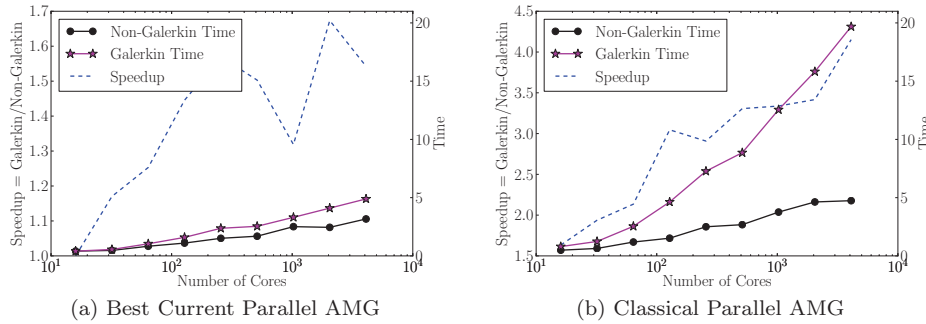 1.7
1.6
1.5
1.4
1.3
1.2
1.1
1.0
Speedup = Galerkin/Non-Galerkin
Non-Galerkin Time
Galerkin Time
Speedup
20
15
10
5
0
Time
10^1
10^2
10^3
10^4
Number of Cores
(a) Best Current Parallel AMG
4.5
4.0
3.5
3.0
2.5
2.0
1.5
Speedup = Galerkin/Non-Galerkin
Non-Galerkin Time
Galerkin Time
Speedup
20
15
10
5
0
Time
10^1
10^2
10^3
10^4
Number of Cores
(b) Classical Parallel AMG